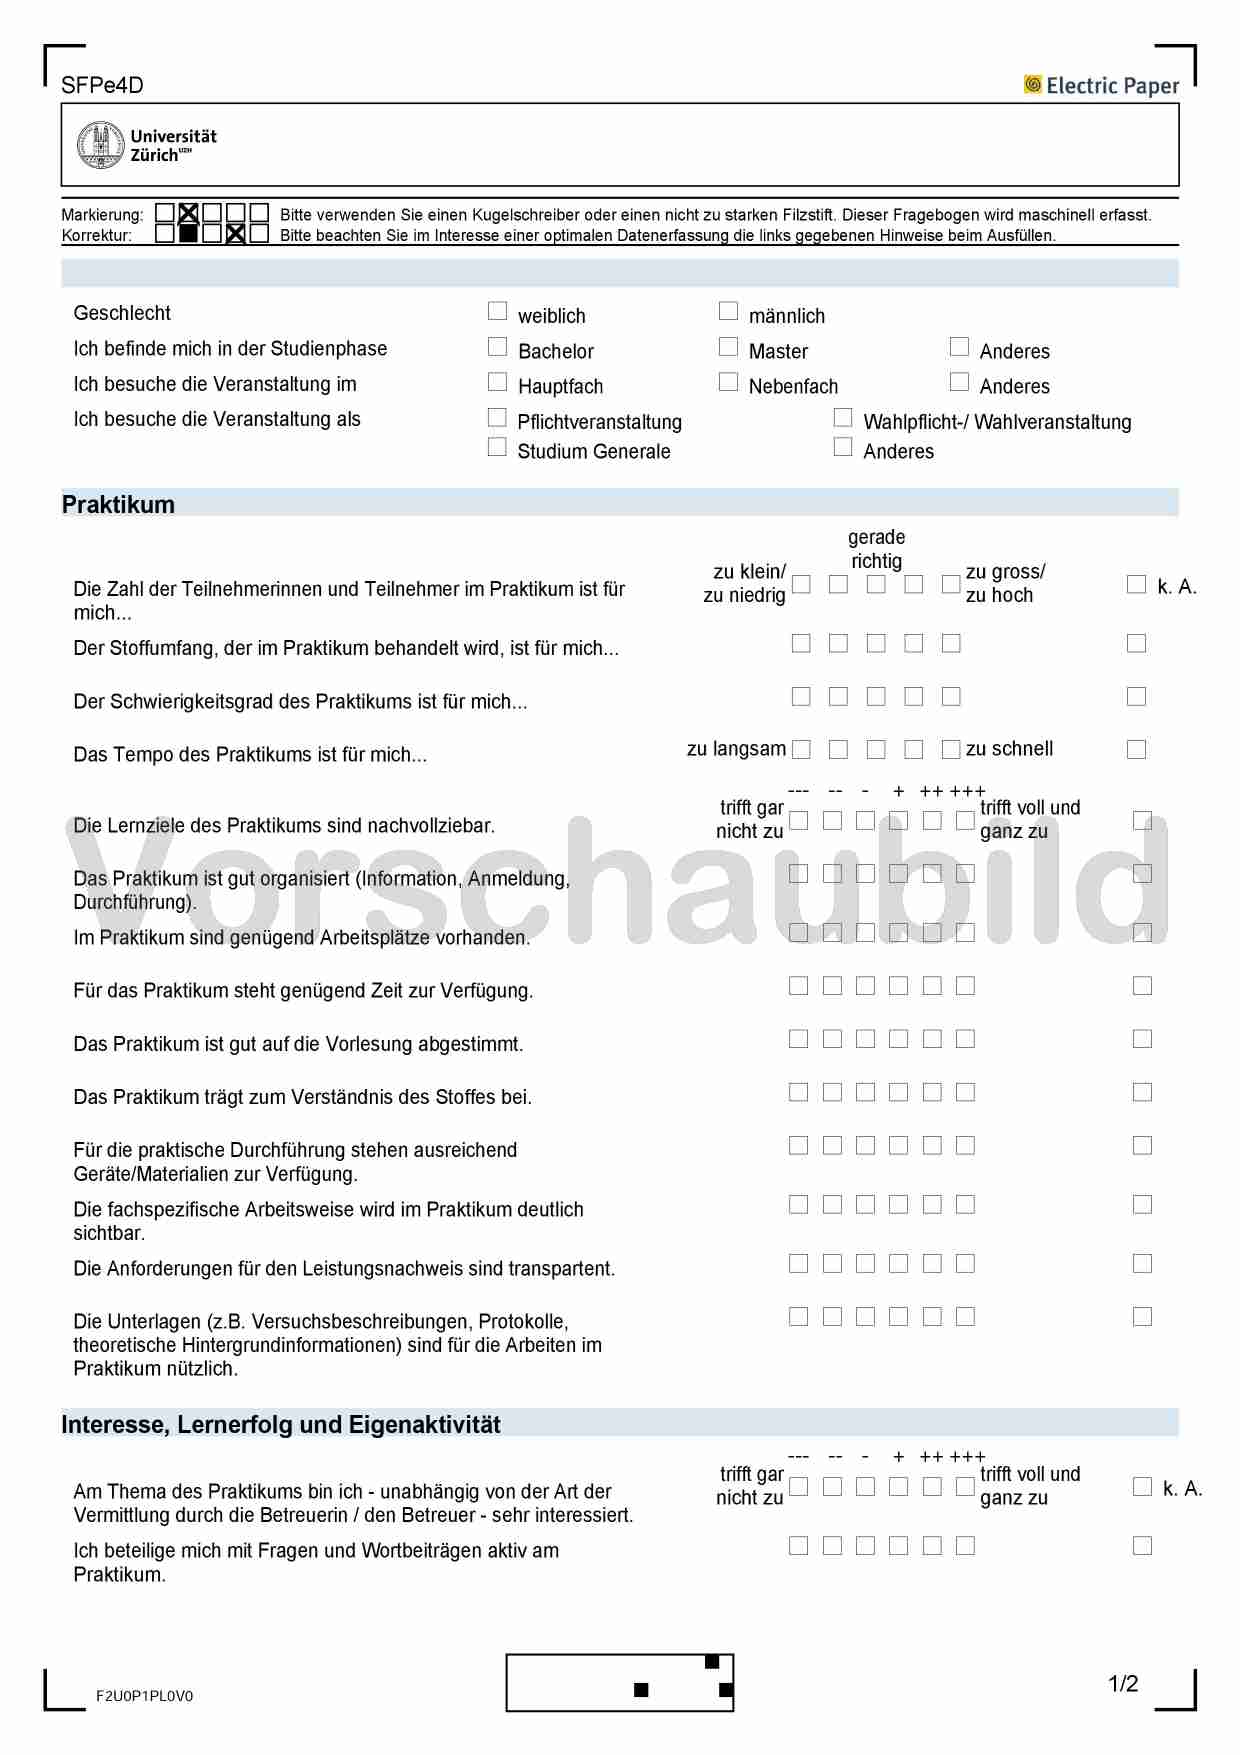 SFPe4D
Electric Paper
Universität
Zürich UZH
Markierung: Bitte verwenden Sie einen Kugelschreiber oder einen nicht zu starken Filzstift. Dieser Fragebogen wird maschinell erfasst.
Korrektur: Bitte beachten Sie im Interesse einer optimalen Datenerfassung die links gegebenen Hinweise beim Ausfüllen.
Geschlecht weiblich männlich
Ich befinde mich in der Studienphase Bachelor Master Anderes
Ich besuche die Veranstaltung im Hauptfach Nebenfach Anderes
Ich besuche die Veranstaltung als Pflichtveranstaltung Wahlpflicht-/ Wahlveranstaltung
Studium Generale Anderes
Praktikum
gerade
richtig
zu klein/ zu gross/
zu niedrig zu hoch k. A.
Die Zahl der Teilnehmerinnen und Teilnehmer im Praktikum ist für
mich...
Der Stoffumfang, der im Praktikum behandelt wird, ist für mich...
Der Schwierigkeitsgrad des Praktikums ist für mich...
Das Tempo des Praktikums ist für mich... zu langsam zu schnell
--- -- - + ++ +++
trifft gar trifft voll und
nicht zu ganz zu
Die Lernziele des Praktikums sind nachvollziebar.
Vorschaubild
Das Praktikum ist gut organisiert (Information, Anmeldung,
Durchführung).
Im Praktikum sind genügend Arbeitsplätze vorhanden.
Für das Praktikum steht genügend Zeit zur Verfügung.
Das Praktikum ist gut auf die Vorlesung abgestimmt.
Das Praktikum trägt zum Verständnis des Stoffes bei.
Für die praktische Durchführung stehen ausreichend
Geräte/Materialien zur Verfügung.
Die fachspezifische Arbeitsweise wird im Praktikum deutlich
sichtbar.
Die Anforderungen für den Leistungsnachweis sind transpartent.
Die Unterlagen (z.B. Versuchsbeschreibungen, Protokolle,
theoretische Hintergrundinformationen) sind für die Arbeiten im
Praktikum nützlich.
Interesse, Lernerfolg und Eigenaktivität
--- -- - + ++ +++
trifft gar trifft voll und
nicht zu ganz zu k. A.
Am Thema des Praktikums bin ich - unabhängig von der Art der
Vermittlung durch die Betreuerin / den Betreuer - sehr interessiert.
Ich beteilige mich mit Fragen und Wortbeiträgen aktiv am
Praktikum.
F2U0P1PL0V0
1/2